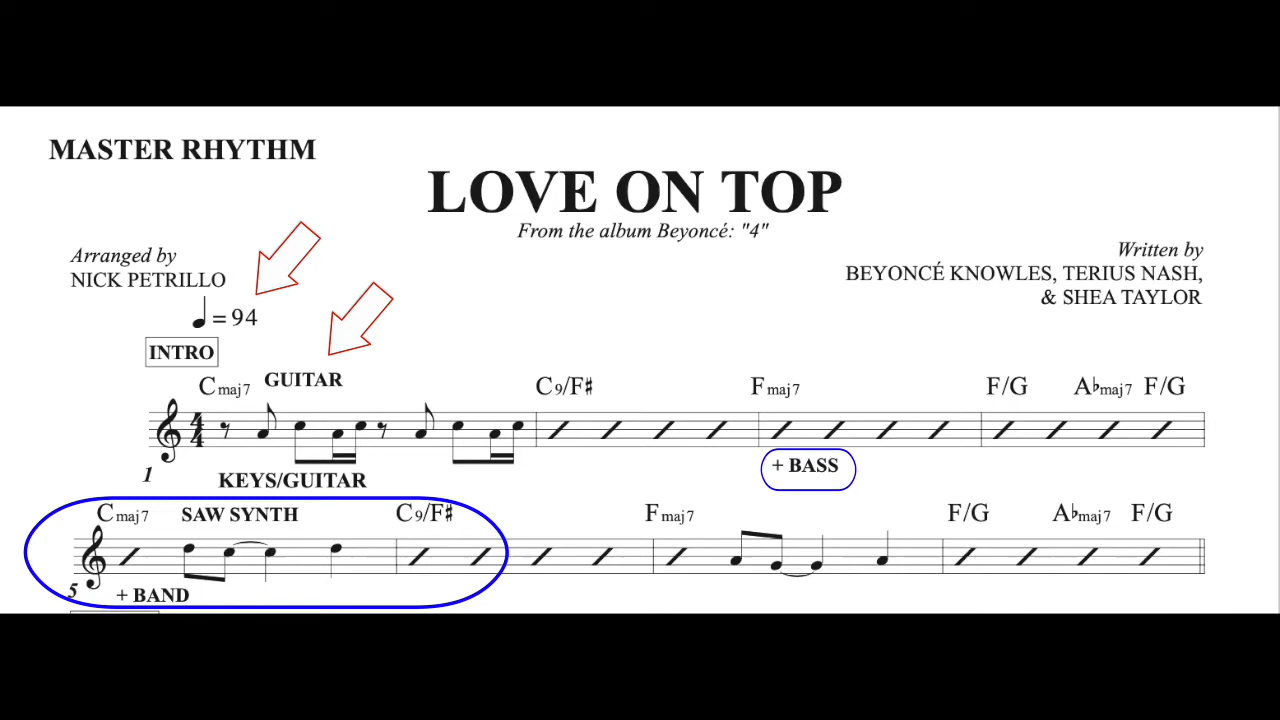 MASTER RHYTHM
LOVE ON TOP
From the album Beyoncé: "4"
Arranged by
NICK PETRILLO
Written by
BEYONCÉ KNOWLES, TERIUS NASH,
& SHEA TAYLOR
= 94
INTRO
Cmaj7 GUITAR C9/F♯ Fmaj7 F/G A♭maj7 F/G
4
4
1 KEYS/GUITAR + BASS
Cmaj7 SAW SYNTH C9/F♯ Fmaj7 F/G A♭maj7 F/G
5 + BAND